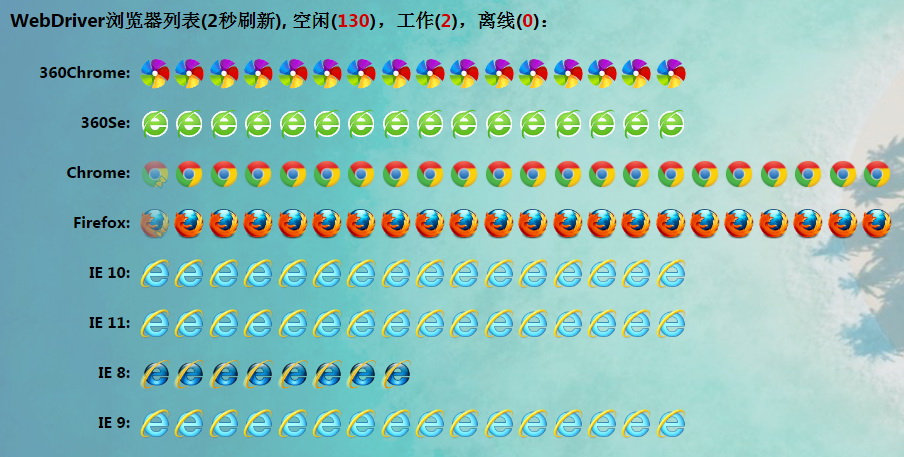 WebDriver浏览器列表(2秒刷新), 空闲(130)，工作(2)，离线(0)：
360Chrome:
360Se:
Chrome:
Firefox:
IE 10:
IE 11:
IE 8:
IE 9: